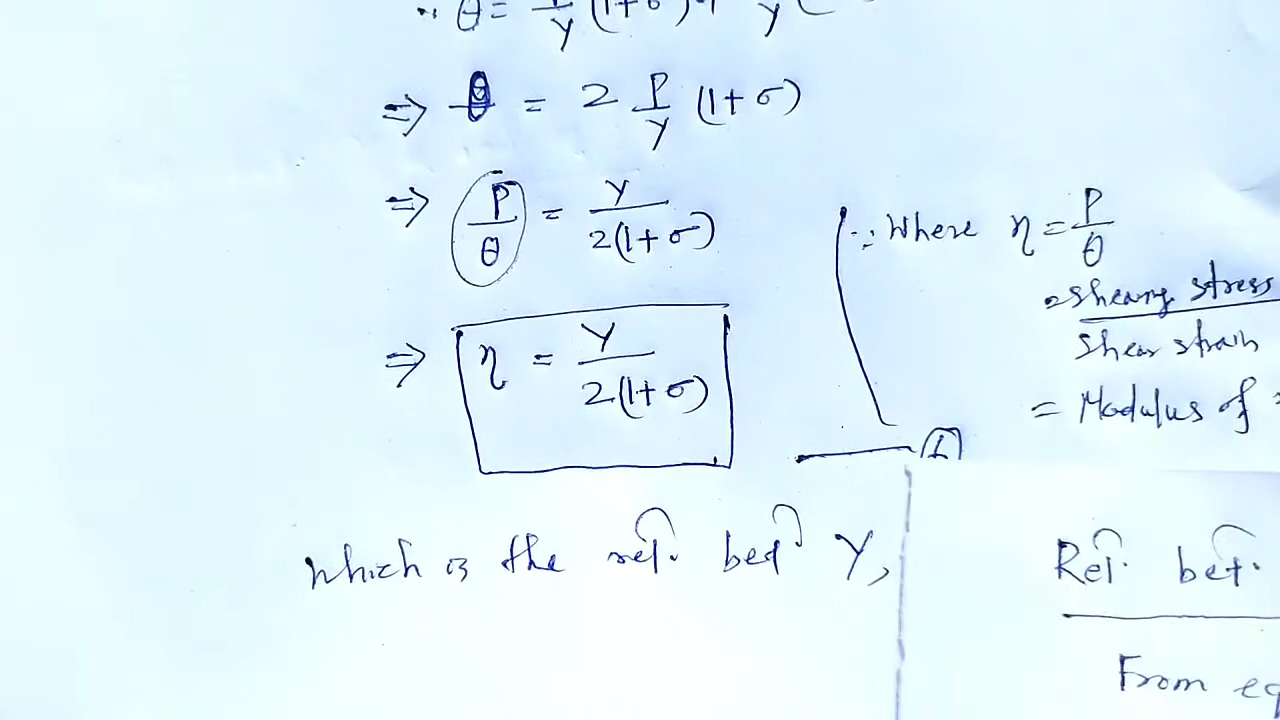 ∴ θ = P/Y (1+σ) + Y (
⇒ θ = 2 P/Y (1+σ)
⇒ P/θ = Y/2(1+σ)
∵ Where η = P/θ
= Shearing stress
Shear strain
⇒ η = Y/2(1+σ)
= Modulus of
Which is the rel. bet Y,
Rel. bet.
From eq